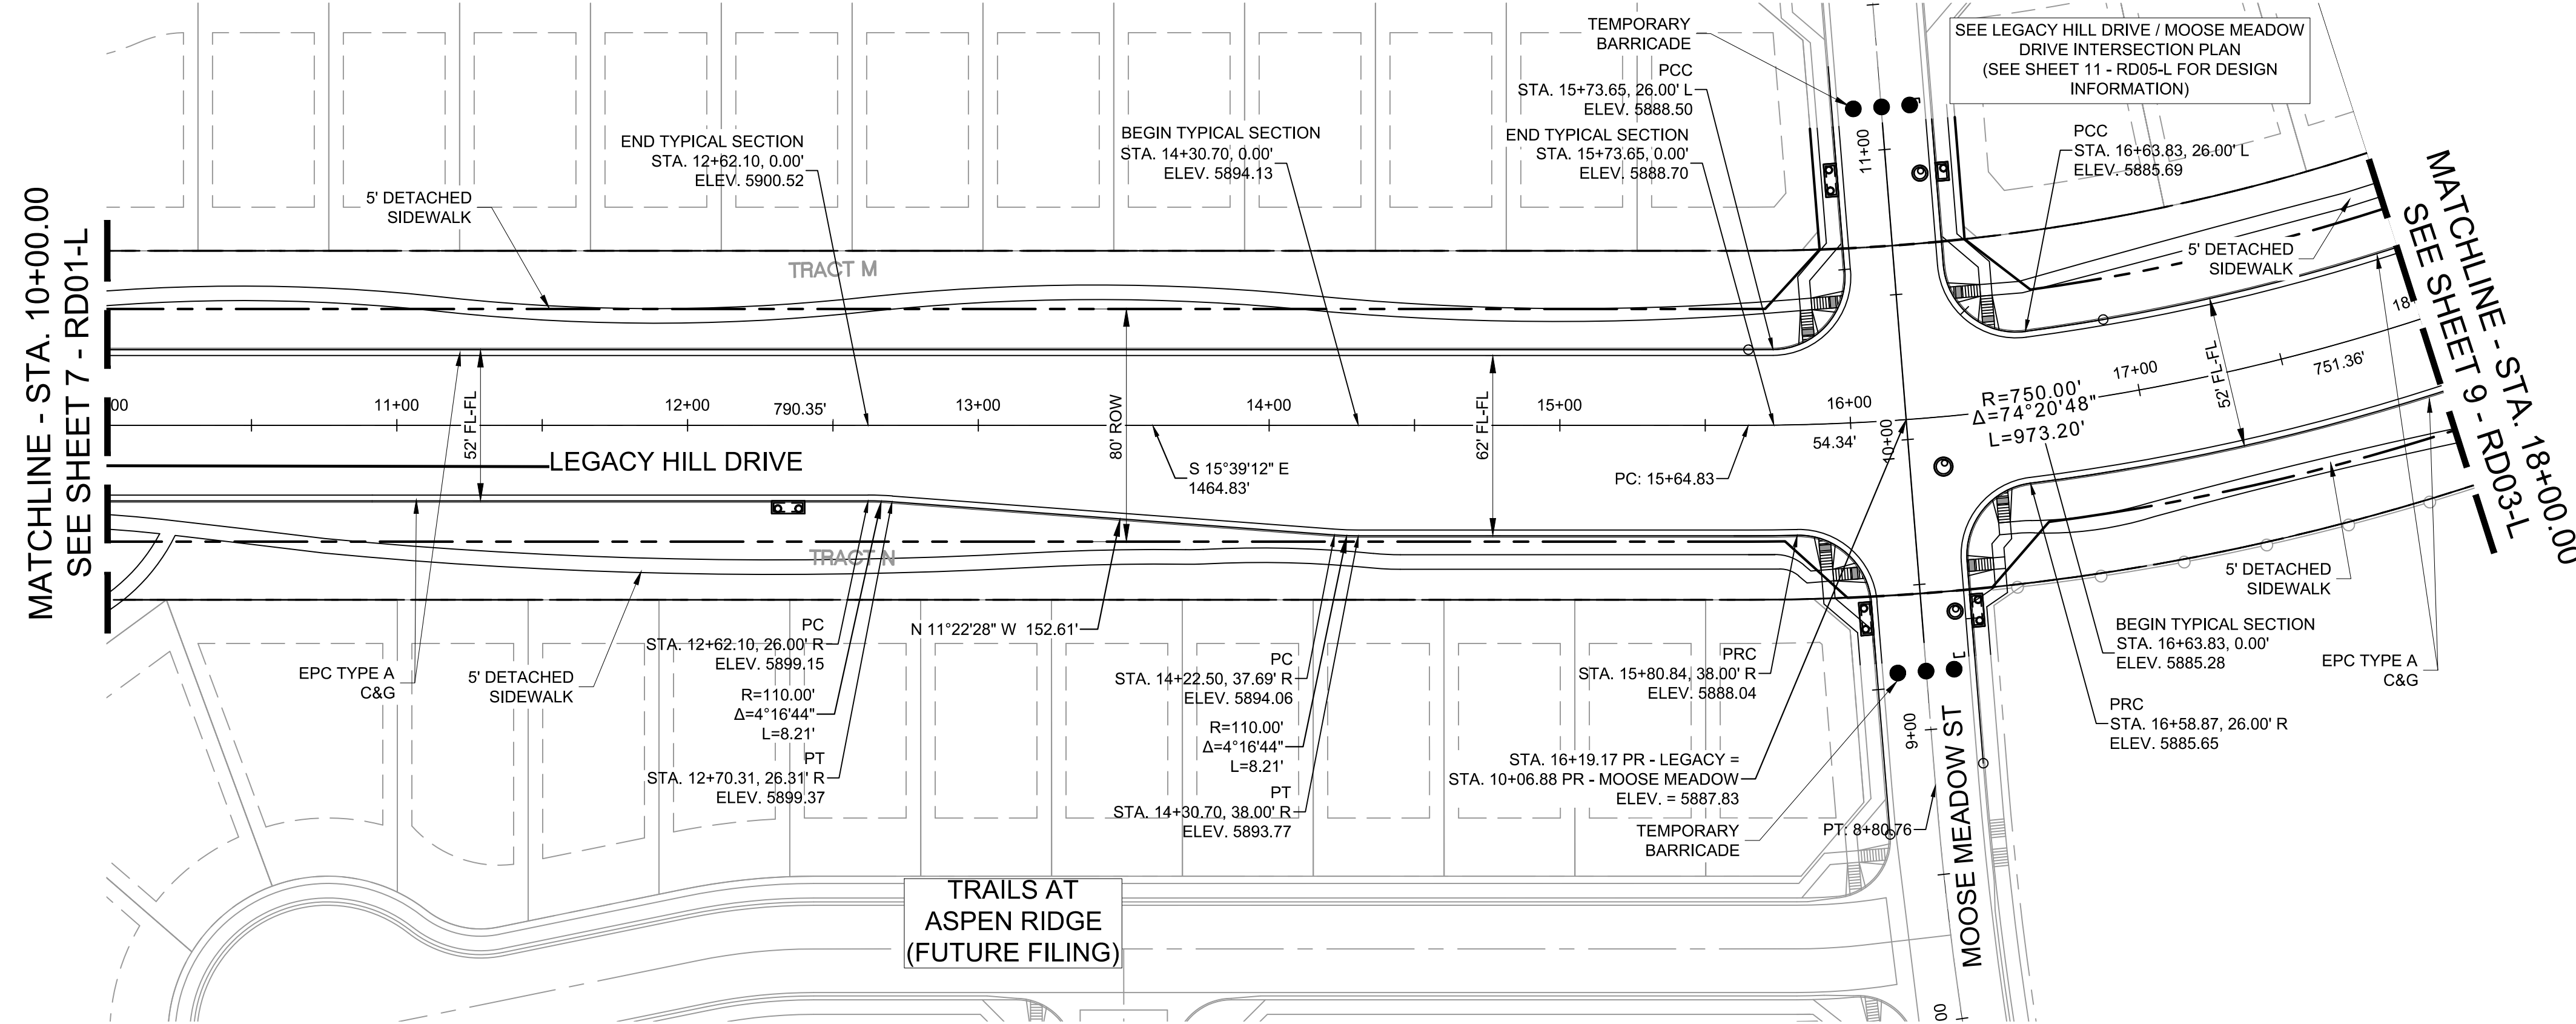 MATCHLINE - STA. 10+00.00
SEE SHEET 7 - RD01-L
5' DETACHED
SIDEWALK
END TYPICAL SECTION
STA. 12+62.10, 0.00'
ELEV. 5900.52
TRACT M
BEGIN TYPICAL SECTION
STA. 14+30.70, 0.00'
ELEV. 5894.13
TEMPORARY
BARRICADE
PCC
STA. 15+73.65, 26.00' L
ELEV. 5888.50
END TYPICAL SECTION
STA. 15+73.65, 0.00'
ELEV. 5888.70
SEE LEGACY HILL DRIVE / MOOSE MEADOW
DRIVE INTERSECTION PLAN
(SEE SHEET 11 - RD05-L FOR DESIGN
INFORMATION)
11+00
PCC
STA. 16+63.83, 26.00' L
ELEV. 5885.69
5' DETACHED
SIDEWALK
MATCHLINE - STA. 18+00.00
SEE SHEET 9 - RD03-L
00
11+00
52' FL-FL
12+00
790.35'
13+00
80' ROW
14+00
62' FL-FL
15+00
16+00
54.34'
10+00
R=750.00'
Δ=74°20'48"
L=973.20'
17+00
52' FL-FL
751.36'
18
LEGACY HILL DRIVE
S 15°39'12" E
1464.83'
PC: 15+64.83
TRACT N
N 11°22'28" W 152.61'
EPC TYPE A
C&G
5' DETACHED
SIDEWALK
PC
STA. 12+62.10, 26.00' R
ELEV. 5899.15
R=110.00'
Δ=4°16'44"
L=8.21'
PT
STA. 12+70.31, 26.31' R
ELEV. 5899.37
PC
STA. 14+22.50, 37.69' R
ELEV. 5894.06
R=110.00'
Δ=4°16'44"
L=8.21'
PT
STA. 14+30.70, 38.00' R
ELEV. 5893.77
PRC
STA. 15+80.84, 38.00' R
ELEV. 5888.04
STA. 16+19.17 PR - LEGACY =
STA. 10+06.88 PR - MOOSE MEADOW
ELEV. = 5887.83
TEMPORARY
BARRICADE
PT: 8+80.76
9+00
MOOSE MEADOW ST
00
5' DETACHED
SIDEWALK
BEGIN TYPICAL SECTION
STA. 16+63.83, 0.00'
ELEV. 5885.28
EPC TYPE A
C&G
PRC
STA. 16+58.87, 26.00' R
ELEV. 5885.65
TRAILS AT
ASPEN RIDGE
(FUTURE FILING)